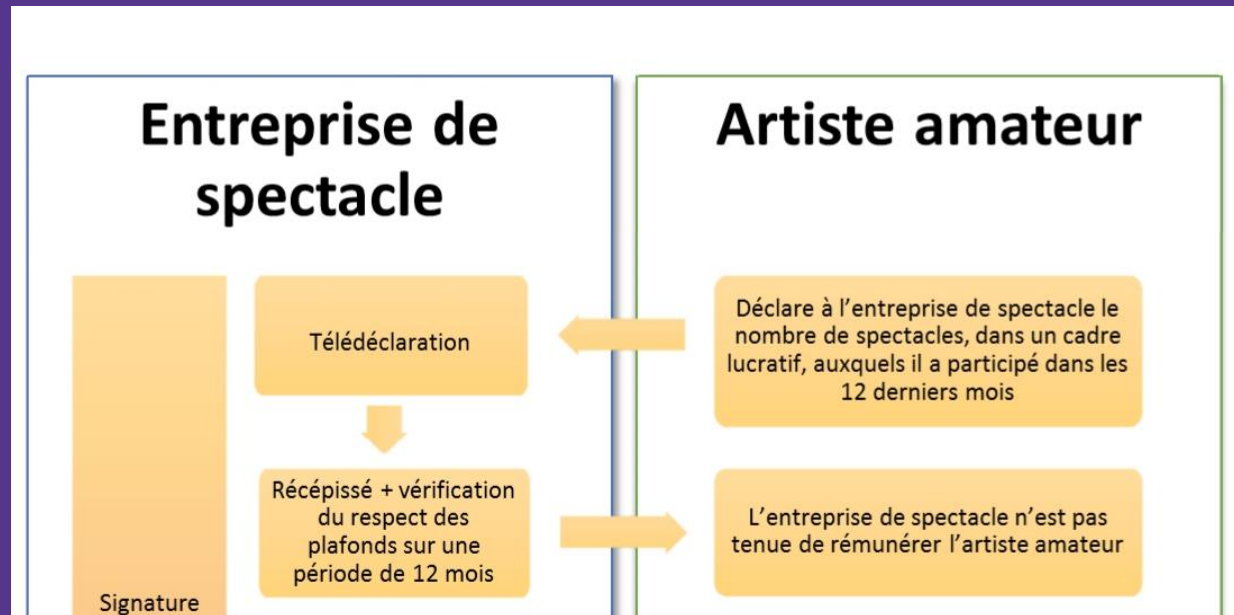 Entreprise de
spectacle
Artiste amateur
Télédéclaration
Déclare à l’entreprise de spectacle le
nombre de spectacles, dans un cadre
lucratif, auxquels il a participé dans les
12 derniers mois
Récépissé + vérification
du respect des
plafonds sur une
période de 12 mois
L’entreprise de spectacle n’est pas
tenue de rémunérer l’artiste amateur
Signature